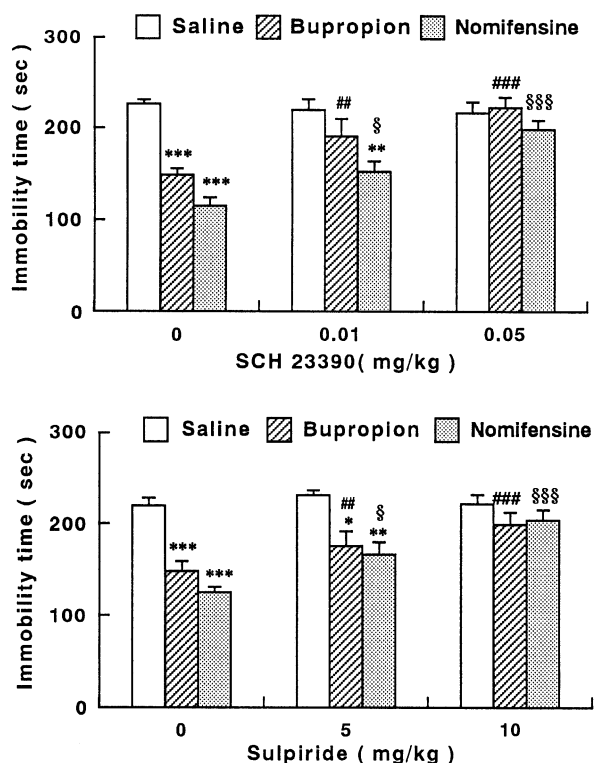 Saline Bupropion Nomifensine
300
200
100
0
Immobility time ( sec )
*** ***
## § **
### §§§
0 0.01 0.05
SCH 23390( mg/kg )
Saline Bupropion Nomifensine
300
200
100
0
Immobility time ( sec )
*** ***
## * § **
### §§§
0 5 10
Sulpiride ( mg/kg )